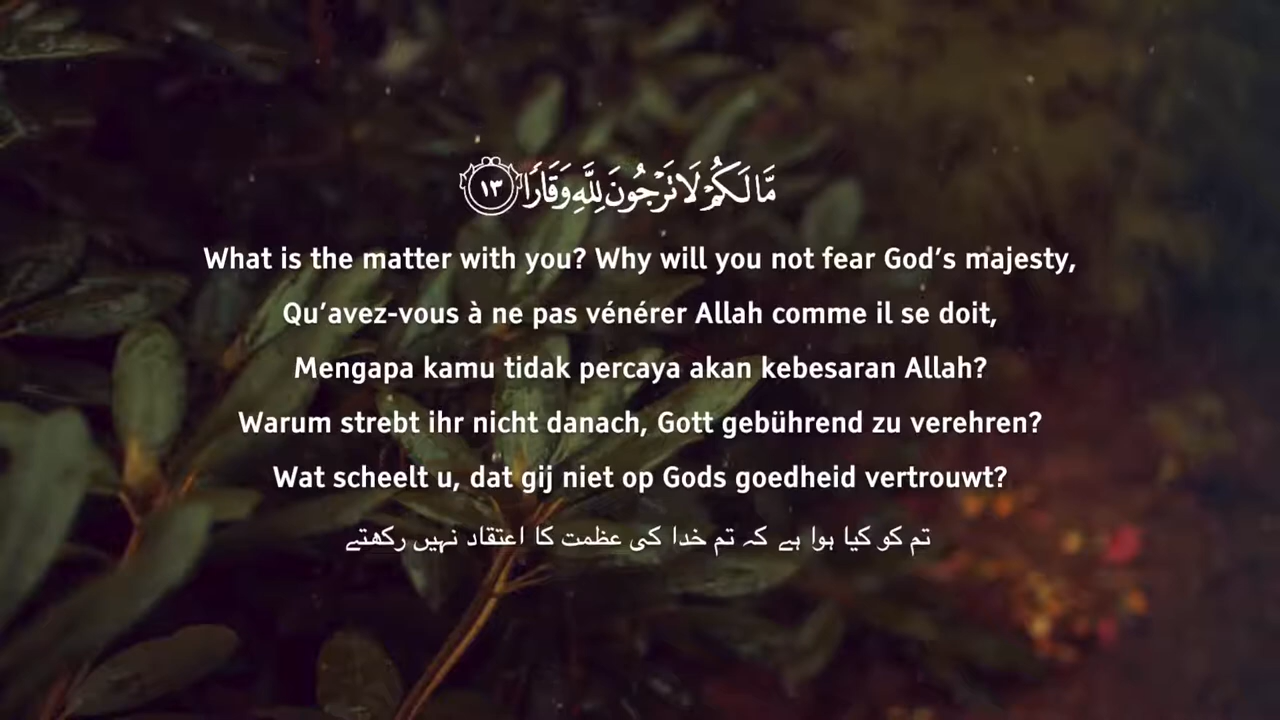 مَّا لَكُمْ لَا تَرْجُونَ لِلَّهِ وَقَارًا ١٣
What is the matter with you? Why will you not fear God’s majesty,
Qu’avez-vous à ne pas vénérer Allah comme il se doit,
Mengapa kamu tidak percaya akan kebesaran Allah?
Warum strebt ihr nicht danach, Gott gebührend zu verehren?
Wat scheelt u, dat gij niet op Gods goedheid vertrouwt?
تم کو کیا ہوا ہے کہ تم خدا کی عظمت کا اعتقاد نہیں رکھتے